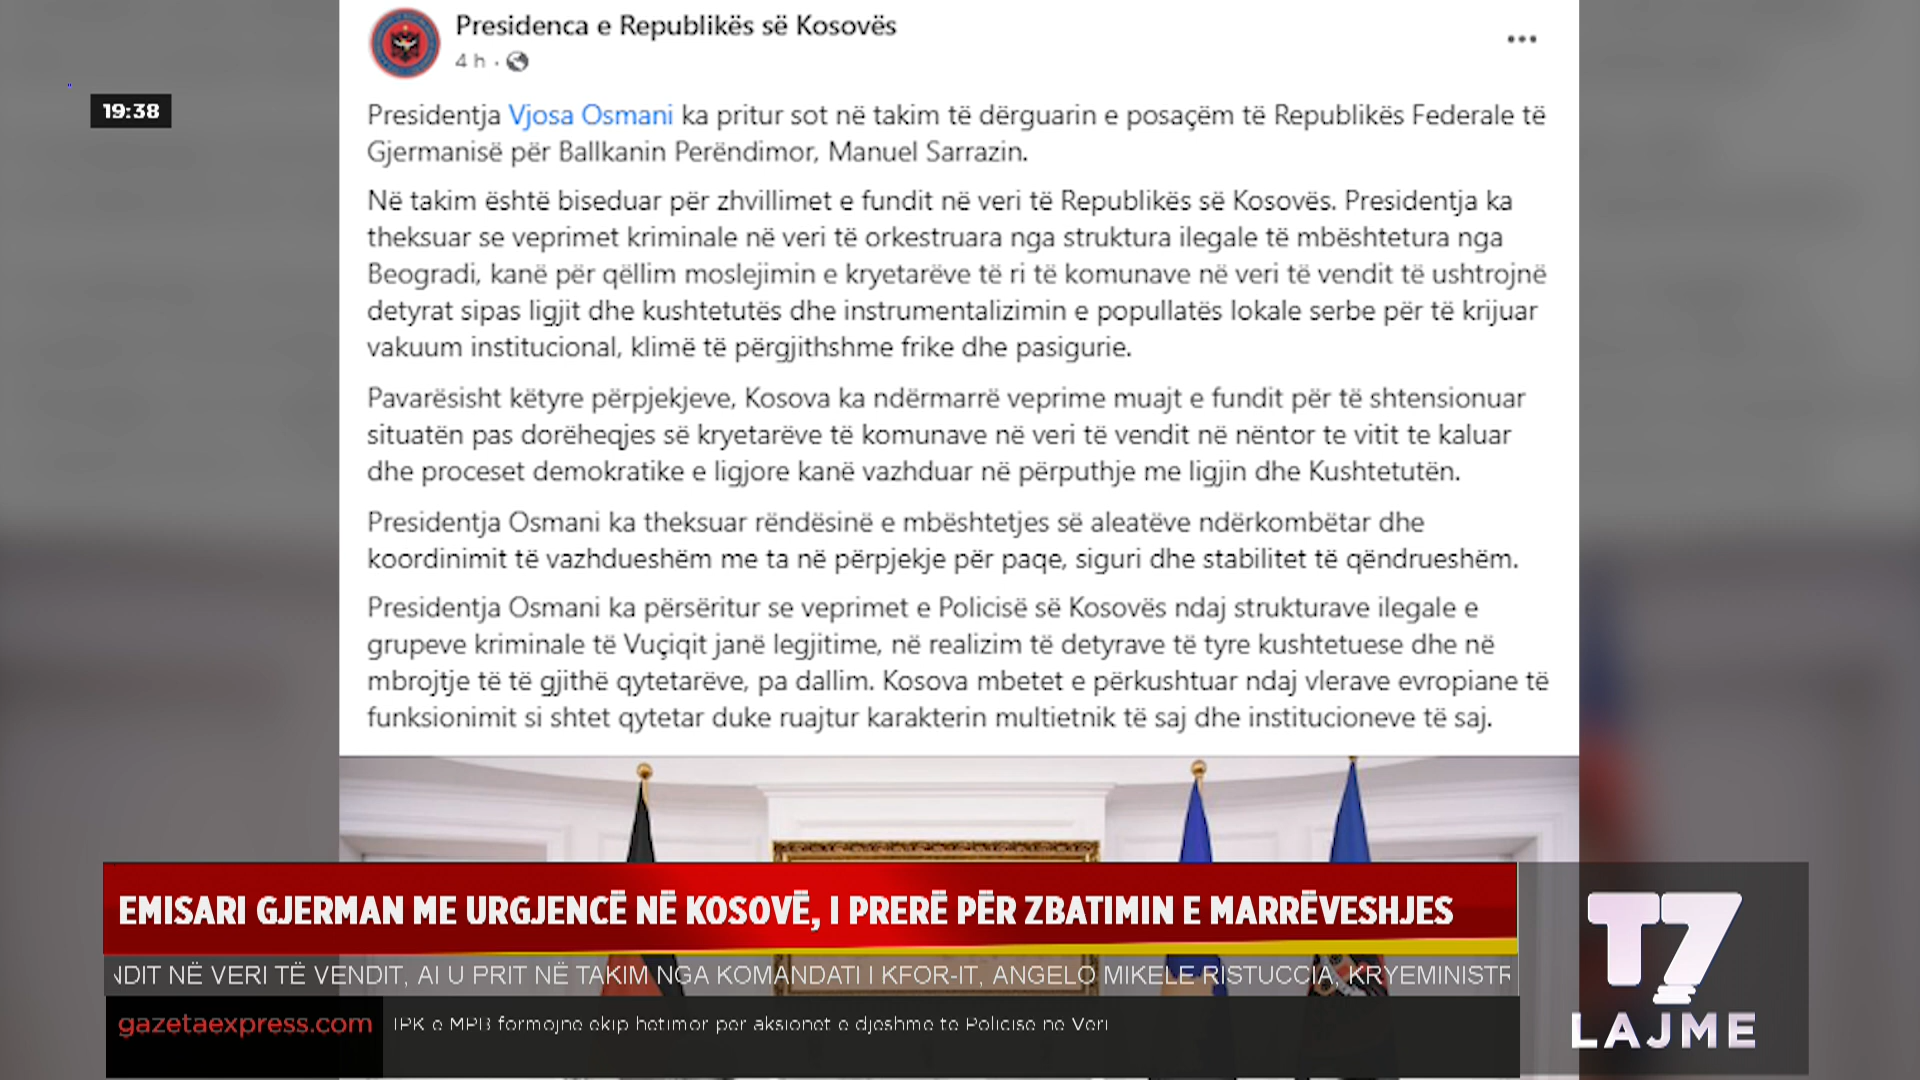 Presidenca e Republikës së Kosovës
4 h ·
19:38
Presidentja Vjosa Osmani ka pritur sot në takim të dërguarin e posaçëm të Republikës Federale të
Gjermanisë për Ballkanin Perëndimor, Manuel Sarrazin.
Në takim është biseduar për zhvillimet e fundit në veri të Republikës së Kosovës. Presidentja ka
theksuar se veprimet kriminale në veri të orkestruara nga struktura ilegale të mbështetura nga
Beogradi, kanë për qëllim moslejimin e kryetarëve të ri të komunave në veri të vendit të ushtrojnë
detyrat sipas ligjit dhe kushtetutës dhe instrumentalizimin e popullatës lokale serbe për të krijuar
vakuum institucional, klimë të përgjithshme frike dhe pasigurie.
Pavarësisht këtyre përpjekjeve, Kosova ka ndërmarrë veprime muajt e fundit për të shtensionuar
situatën pas dorëheqjes së kryetarëve të komunave në veri të vendit në nëntor te vitit te kaluar
dhe proceset demokratike e ligjore kanë vazhduar në përputhje me ligjin dhe Kushtetutën.
Presidentja Osmani ka theksuar rëndësinë e mbështetjes së aleatëve ndërkombëtar dhe
koordinimit të vazhdueshëm me ta në përpjekje për paqe, siguri dhe stabilitet të qëndrueshëm.
Presidentja Osmani ka përsëritur se veprimet e Policisë së Kosovës ndaj strukturave ilegale e
grupeve kriminale të Vuçiqit janë legjitime, në realizim të detyrave të tyre kushtetuese dhe në
mbrojtje të të gjithë qytetarëve, pa dallim. Kosova mbetet e përkushtuar ndaj vlerave evropiane të
funksionimit si shtet qytetar duke ruajtur karakterin multietnik të saj dhe institucioneve të saj.
EMISARI GJERMAN ME URGJENCË NË KOSOVË, I PRERË PËR ZBATIMIN E MARRËVESHJES
NDIT NË VERI TË VENDIT, AI U PRIT NË TAKIM NGA KOMANDATI I KFOR-IT, ANGELO MIKELE RISTUCCIA, KRYEMINISTR
gazetaexpress.com IPK e MPB formojnë ekip hetimor për aksionet e djeshme të Policisë në Veri
T7
LAJME